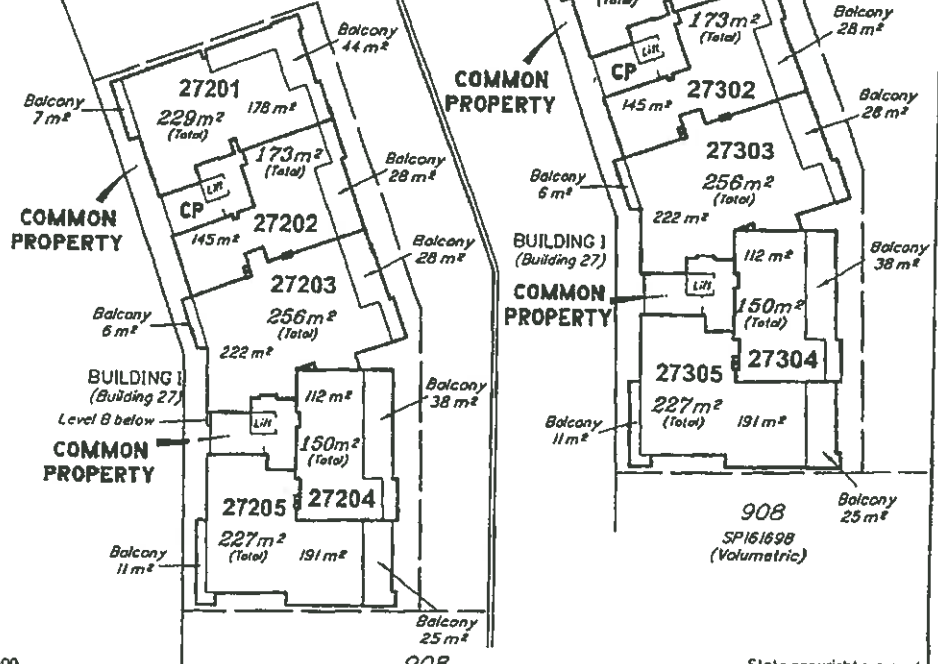 Balcony
44 m²
27201
Balcony
7 m²
229m²
(Total)
178 m²
173m²
(Total)
Balcony
28 m²
Lift
CP
COMMON
PROPERTY
145 m²
27202
Balcony
28 m²
27203
256m²
(Total)
Balcony
6 m²
222 m²
BUILDING 1
(Building 27)
Level B below
COMMON
PROPERTY
Lift
112 m²
Balcony
38 m²
150m²
(Total)
27204
27205
227m²
(Total)
191 m²
Balcony
11 m²
Balcony
25 m²
908
(Total)
173m²
(Total)
Balcony
28 m²
Lift
CP
COMMON
PROPERTY
145 m²
27302
Balcony
28 m²
27303
256m²
(Total)
Balcony
6 m²
222 m²
BUILDING 1
(Building 27)
COMMON
PROPERTY
Lift
112 m²
Balcony
38 m²
150m²
(Total)
27304
27305
227m²
(Total)
191 m²
Balcony
11 m²
Balcony
25 m²
908
SP161698
(Volumetric)